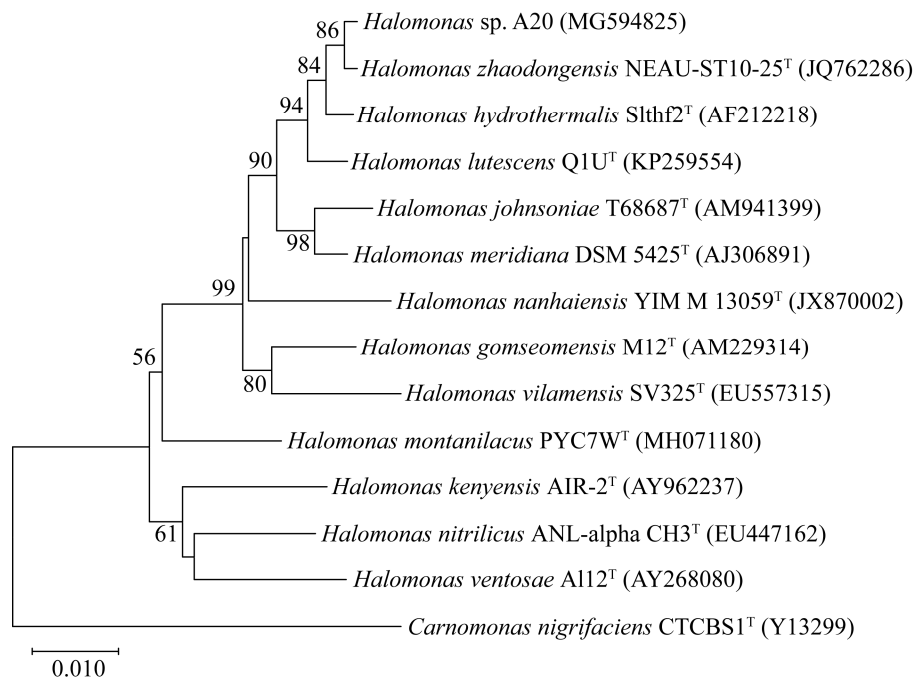 86 Halomonas sp. A20 (MG594825)
84 Halomonas zhaodongensis NEAU-ST10-25ᵀ (JQ762286)
94 Halomonas hydrothermalis Slthf2ᵀ (AF212218)
90 Halomonas lutescens Q1Uᵀ (KP259554)
Halomonas johnsoniae T68687ᵀ (AM941399)
98 Halomonas meridiana DSM 5425ᵀ (AJ306891)
99 Halomonas nanhaiensis YIM M 13059ᵀ (JX870002)
Halomonas gomseomensis M12ᵀ (AM229314)
56
80 Halomonas vilamensis SV325ᵀ (EU557315)
Halomonas montanilacus PYC7Wᵀ (MH071180)
Halomonas kenyensis AIR-2ᵀ (AY962237)
61 Halomonas nitrilicus ANL-alpha CH3ᵀ (EU447162)
Halomonas ventosae Al12ᵀ (AY268080)
Carnomonas nigrifaciens CTCBS1ᵀ (Y13299)
0.010